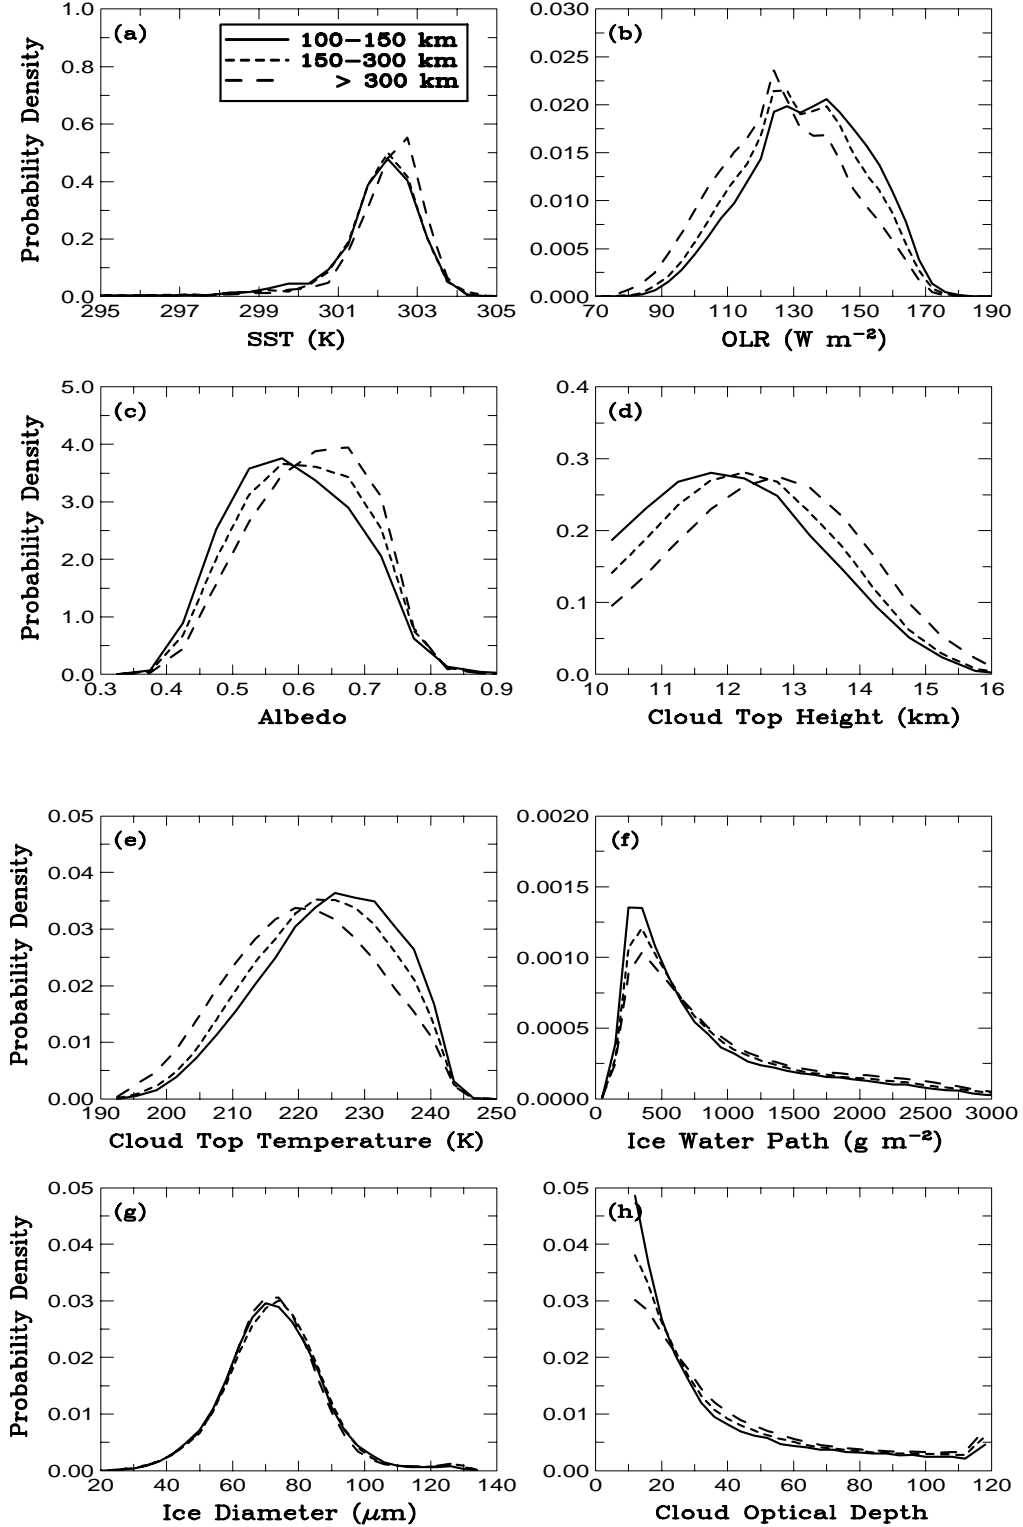 (a)
100−150 km
150−300 km
> 300 km
Probability Density
1.0
0.8
0.6
0.4
0.2
0.0
295 297 299 301 303 305
SST (K)
(b)
0.030
0.025
0.020
0.015
0.010
0.005
0.000
70 90 110 130 150 170 190
OLR (W m⁻²)
(c)
Probability Density
5.0
4.0
3.0
2.0
1.0
0.0
0.3 0.4 0.5 0.6 0.7 0.8 0.9
Albedo
(d)
0.4
0.3
0.2
0.1
0.0
10 11 12 13 14 15 16
Cloud Top Height (km)
(e)
Probability Density
0.05
0.04
0.03
0.02
0.01
0.00
190 200 210 220 230 240 250
Cloud Top Temperature (K)
(f)
0.0020
0.0015
0.0010
0.0005
0.0000
0 500 1000 1500 2000 2500 3000
Ice Water Path (g m⁻²)
(g)
Probability Density
0.05
0.04
0.03
0.02
0.01
0.00
20 40 60 80 100 120 140
Ice Diameter (μm)
(h)
0.05
0.04
0.03
0.02
0.01
0.00
0 20 40 60 80 100 120
Cloud Optical Depth